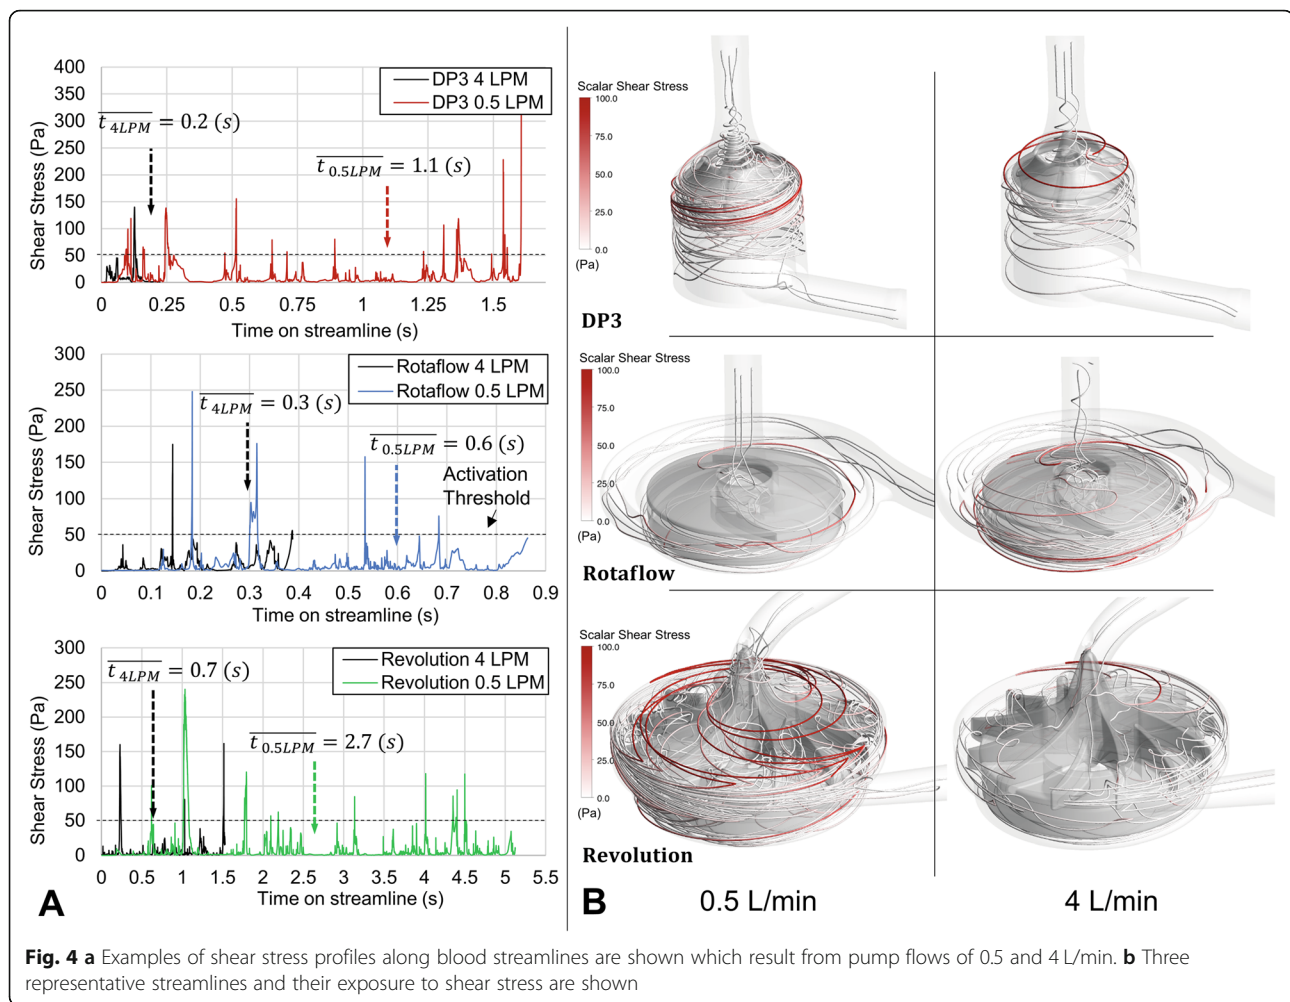 400
350
300
250
200
150
100
50
0
Shear Stress (Pa)
DP3 4 LPM
DP3 0.5 LPM
t 4LPM = 0.2 (s)
t 0.5LPM = 1.1 (s)
0 0.25 0.5 0.75 1 1.25 1.5
Time on streamline (s)
300
250
200
150
100
50
0
Shear Stress (Pa)
Rotaflow 4 LPM
Rotaflow 0.5 LPM
t 4LPM = 0.3 (s)
t 0.5LPM = 0.6 (s)
Activation
Threshold
0 0.1 0.2 0.3 0.4 0.5 0.6 0.7 0.8 0.9
Time on streamline (s)
300
250
200
150
100
50
0
Shear Stress (Pa)
Revolution 4 LPM
Revolution 0.5 LPM
t 4LPM = 0.7 (s)
t 0.5LPM = 2.7 (s)
0 0.5 1 1.5 2 2.5 3 3.5 4 4.5 5 5.5
Time on streamline (s)
A
Scalar Shear Stress
100.0
75.0
50.0
25.0
0.0
(Pa)
DP3
Scalar Shear Stress
100.0
75.0
50.0
25.0
0.0
(Pa)
Rotaflow
Scalar Shear Stress
100.0
75.0
50.0
25.0
0.0
(Pa)
Revolution
B
0.5 L/min
4 L/min
Fig. 4 a Examples of shear stress profiles along blood streamlines are shown which result from pump flows of 0.5 and 4 L/min. b Three
representative streamlines and their exposure to shear stress are shown